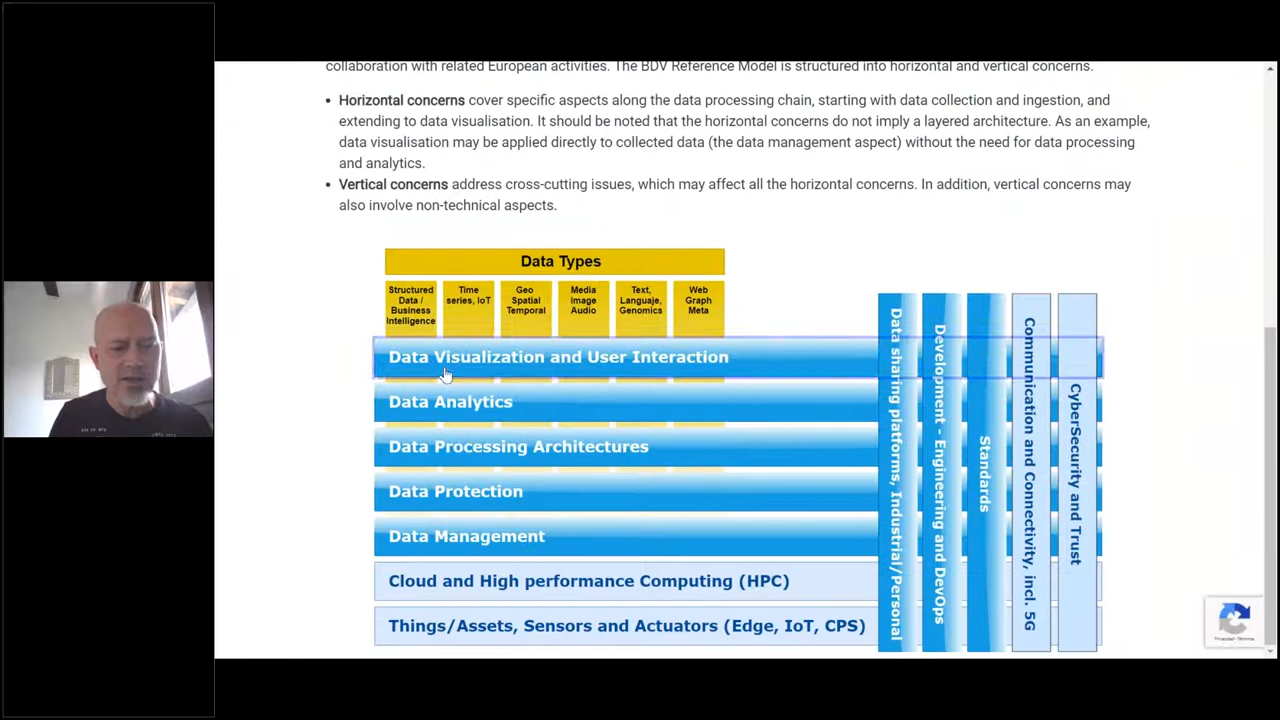 collaboration with related European activities. The BDV Reference Model is structured into horizontal and vertical concerns.
• Horizontal concerns cover specific aspects along the data processing chain, starting with data collection and ingestion, and
extending to data visualisation. It should be noted that the horizontal concerns do not imply a layered architecture. As an example,
data visualisation may be applied directly to collected data (the data management aspect) without the need for data processing
and analytics.
• Vertical concerns address cross-cutting issues, which may affect all the horizontal concerns. In addition, vertical concerns may
also involve non-technical aspects.
Data Types
Structured
Data /
Business
Intelligence
Time
series, IoT
Geo
Spatial
Temporal
Media
Image
Audio
Text,
Languaje,
Genomics
Web
Graph
Meta
Data Visualization and User Interaction
Data Analytics
Data Processing Architectures
Data Protection
Data Management
Cloud and High performance Computing (HPC)
Things/Assets, Sensors and Actuators (Edge, IoT, CPS)
Data sharing platforms, Industrial/Personal
Development - Engineering and DevOps
Standards
Communication and Connectivity, incl. 5G
CyberSecurity and Trust